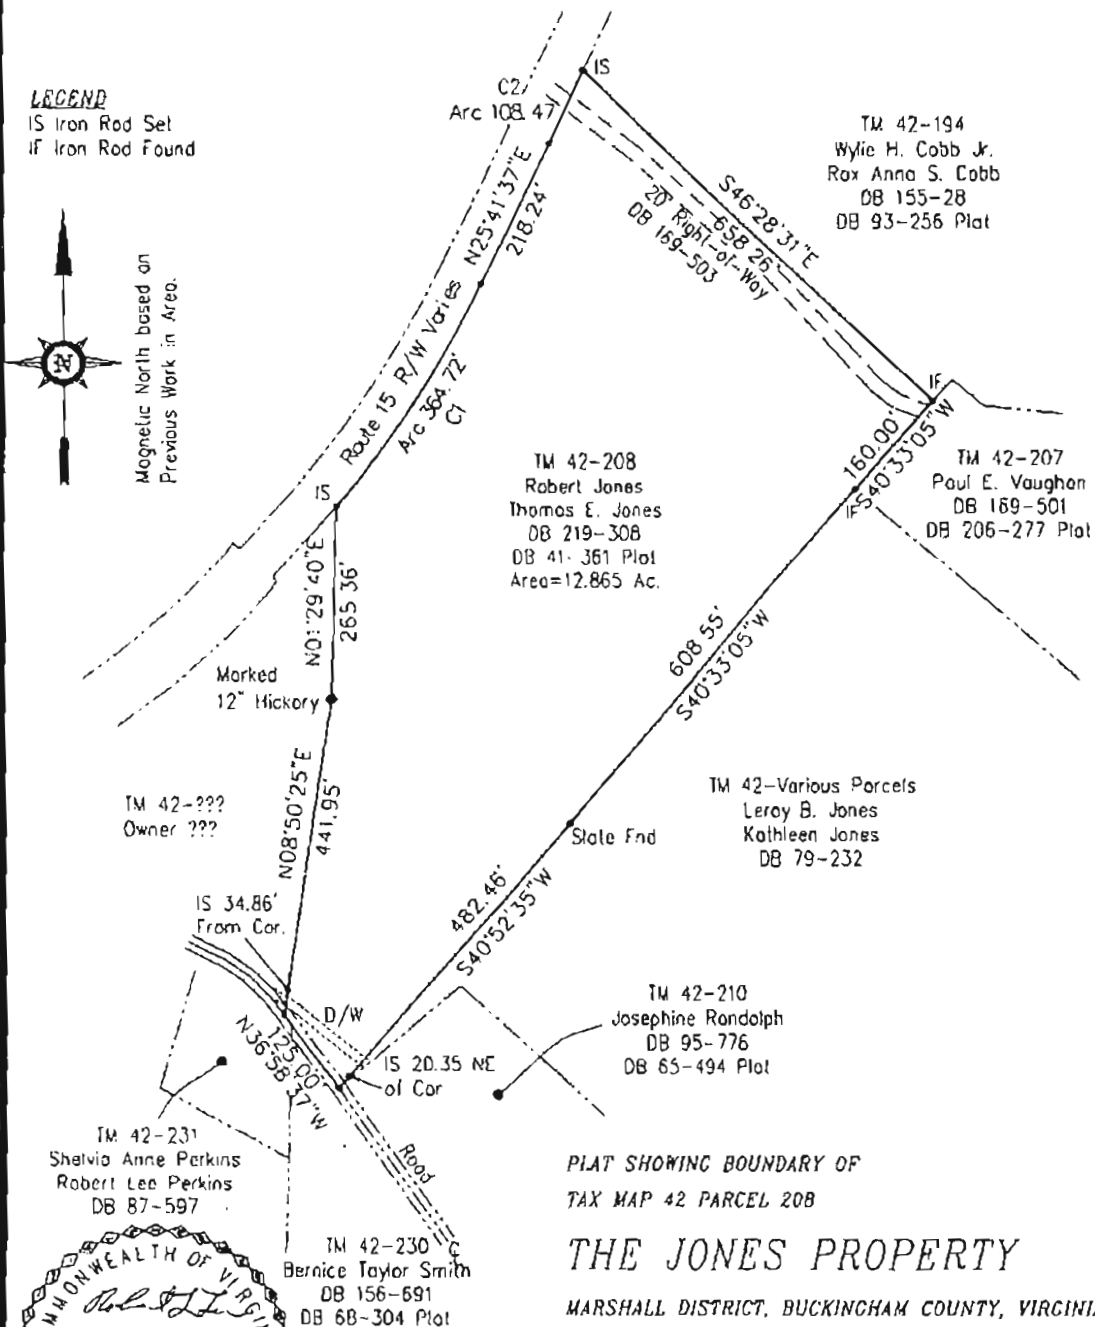 LEGEND
IS Iron Rod Set
IF Iron Rod Found
Magnetic North based on
Previous Work in Area.
N
IS
C2
Arc 108.47
N25°41'37"E
218.24'
Route 15 R/W Varies
Arc 364.72'
C1
S46°28'31"E
658.26'
20' Right-of-Way
DB 169-503
TM 42-194
Wylie H. Cobb Jr.
Rox Anna S. Cobb
DB 155-28
DB 93-256 Plat
IF
160.00'
S40°33'05"W
IF
TM 42-207
Paul E. Vaughan
DB 169-501
DB 206-277 Plat
TM 42-208
Robert Jones
Thomas E. Jones
DB 219-308
DB 41-361 Plat
Area=12.865 Ac.
IS
N01°29'40"E
265.36'
Marked
12" Hickory
608.55'
S40°33'05"W
TM 42-???
Owner ???
N08°50'25"E
441.95'
TM 42-Various Parcels
Leroy B. Jones
Kathleen Jones
DB 79-232
State Fnd
482.46'
S40°52'35"W
IS 34.86'
From Cor.
D/W
125.00'
N36°58'37"W
IS 20.35 NE
of Cor
TM 42-210
Josephine Randolph
DB 95-776
DB 65-494 Plat
Road
TM 42-231
Shelvia Anne Perkins
Robert Lee Perkins
DB 87-597
TM 42-230
Bernice Taylor Smith
DB 156-691
DB 68-304 Plat
PLAT SHOWING BOUNDARY OF
TAX MAP 42 PARCEL 208
THE JONES PROPERTY
MARSHALL DISTRICT, BUCKINGHAM COUNTY, VIRGINI
MMONWEALTH OF VIRGINI